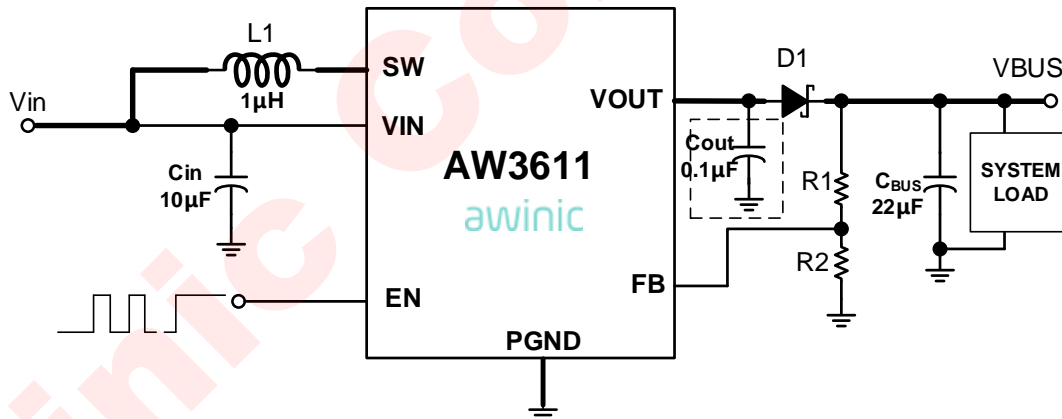 L1
1µH
Vin
SW
VIN
Cin
10µF
EN
AW3611
awinic
PGND
VOUT
FB
Cout
0.1µF
D1
R1
R2
C_BUS
22µF
VBUS
SYSTEM
LOAD